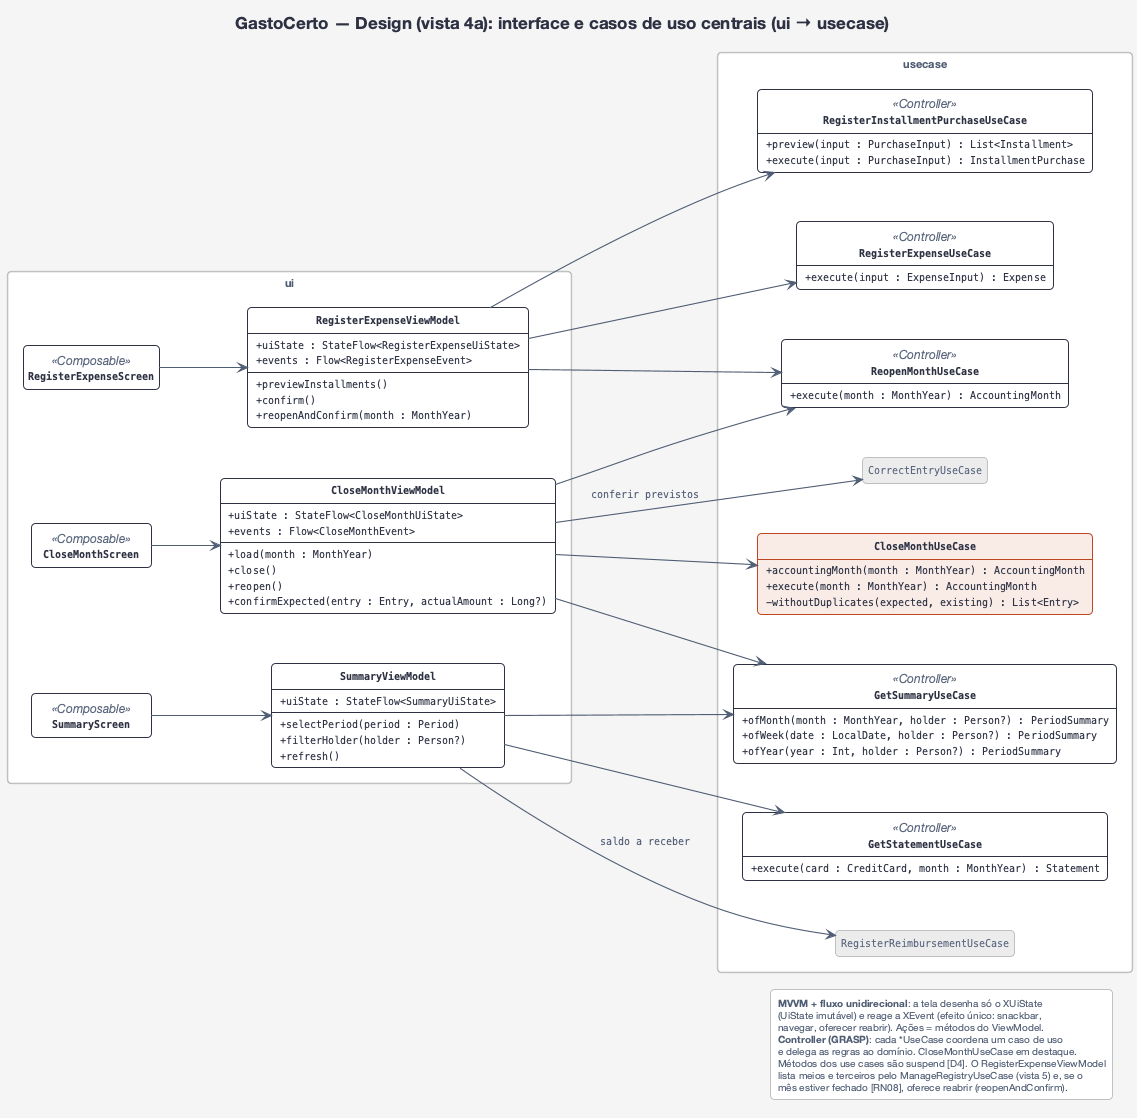 GastoCerto — Design (vista 4a): interface e casos de uso centrais (ui → usecase)
usecase
«Controller»
RegisterInstallmentPurchaseUseCase
+preview(input : PurchaseInput) : List<Installment>
+execute(input : PurchaseInput) : InstallmentPurchase
«Controller»
RegisterExpenseUseCase
+execute(input : ExpenseInput) : Expense
ui
RegisterExpenseViewModel
+uiState : StateFlow<RegisterExpenseUiState>
+events : Flow<RegisterExpenseEvent>
+previewInstallments()
+confirm()
+reopenAndConfirm(month : MonthYear)
«Composable»
RegisterExpenseScreen
«Controller»
ReopenMonthUseCase
+execute(month : MonthYear) : AccountingMonth
CorrectEntryUseCase
conferir previstos
CloseMonthViewModel
+uiState : StateFlow<CloseMonthUiState>
+events : Flow<CloseMonthEvent>
+load(month : MonthYear)
+close()
+reopen()
+confirmExpected(entry : Entry, actualAmount : Long?)
«Composable»
CloseMonthScreen
CloseMonthUseCase
+accountingMonth(month : MonthYear) : AccountingMonth
+execute(month : MonthYear) : AccountingMonth
−withoutDuplicates(expected, existing) : List<Entry>
SummaryViewModel
+uiState : StateFlow<SummaryUiState>
+selectPeriod(period : Period)
+filterHolder(holder : Person?)
+refresh()
«Composable»
SummaryScreen
«Controller»
GetSummaryUseCase
+ofMonth(month : MonthYear, holder : Person?) : PeriodSummary
+ofWeek(date : LocalDate, holder : Person?) : PeriodSummary
+ofYear(year : Int, holder : Person?) : PeriodSummary
«Controller»
GetStatementUseCase
+execute(card : CreditCard, month : MonthYear) : Statement
saldo a receber
RegisterReimbursementUseCase
MVVM + fluxo unidirecional: a tela desenha só o XUiState
(UiState imutável) e reage a XEvent (efeito único: snackbar,
navegar, oferecer reabrir). Ações = métodos do ViewModel.
Controller (GRASP): cada *UseCase coordena um caso de uso
e delega as regras ao domínio. CloseMonthUseCase em destaque.
Métodos dos use cases são suspend [D4]. O RegisterExpenseViewModel
lista meios e terceiros pelo ManageRegistryUseCase (vista 5) e, se o
mês estiver fechado [RN08], oferece reabrir (reopenAndConfirm).